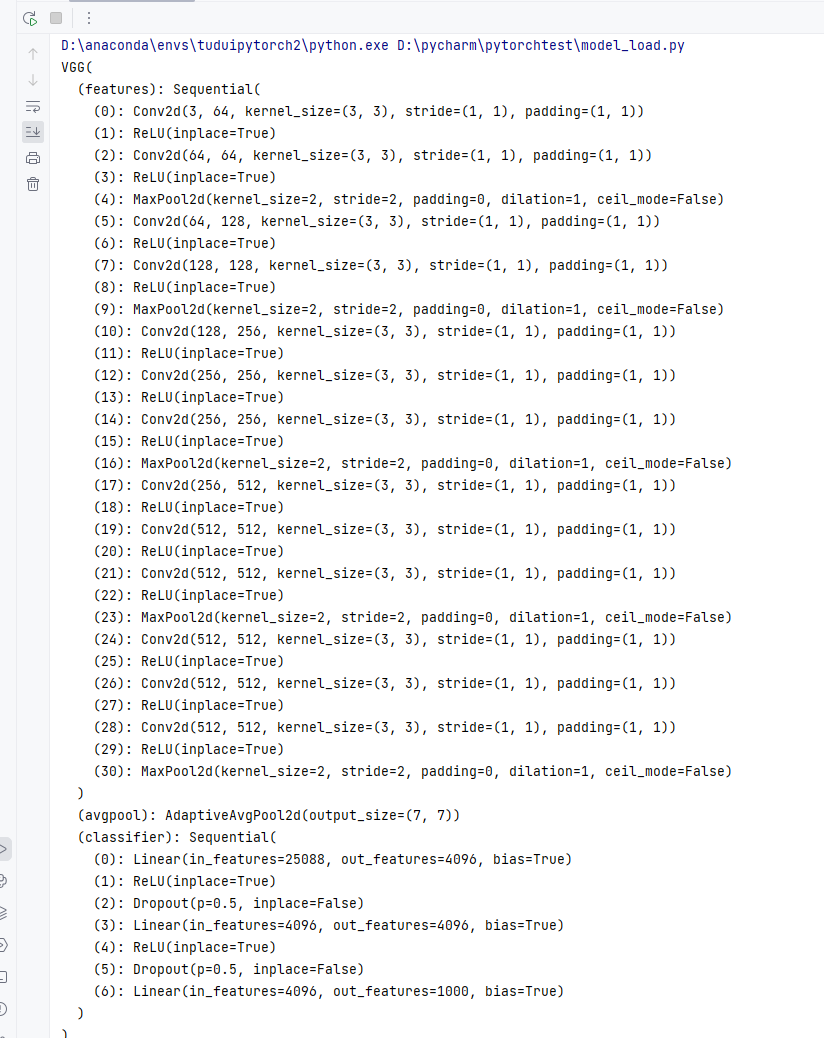 D:\anaconda\envs\tuduipytorch2\python.exe D:\pycharm\pytorchtest\model_load.py
VGG(
  (features): Sequential(
    (0): Conv2d(3, 64, kernel_size=(3, 3), stride=(1, 1), padding=(1, 1))
    (1): ReLU(inplace=True)
    (2): Conv2d(64, 64, kernel_size=(3, 3), stride=(1, 1), padding=(1, 1))
    (3): ReLU(inplace=True)
    (4): MaxPool2d(kernel_size=2, stride=2, padding=0, dilation=1, ceil_mode=False)
    (5): Conv2d(64, 128, kernel_size=(3, 3), stride=(1, 1), padding=(1, 1))
    (6): ReLU(inplace=True)
    (7): Conv2d(128, 128, kernel_size=(3, 3), stride=(1, 1), padding=(1, 1))
    (8): ReLU(inplace=True)
    (9): MaxPool2d(kernel_size=2, stride=2, padding=0, dilation=1, ceil_mode=False)
    (10): Conv2d(128, 256, kernel_size=(3, 3), stride=(1, 1), padding=(1, 1))
    (11): ReLU(inplace=True)
    (12): Conv2d(256, 256, kernel_size=(3, 3), stride=(1, 1), padding=(1, 1))
    (13): ReLU(inplace=True)
    (14): Conv2d(256, 256, kernel_size=(3, 3), stride=(1, 1), padding=(1, 1))
    (15): ReLU(inplace=True)
    (16): MaxPool2d(kernel_size=2, stride=2, padding=0, dilation=1, ceil_mode=False)
    (17): Conv2d(256, 512, kernel_size=(3, 3), stride=(1, 1), padding=(1, 1))
    (18): ReLU(inplace=True)
    (19): Conv2d(512, 512, kernel_size=(3, 3), stride=(1, 1), padding=(1, 1))
    (20): ReLU(inplace=True)
    (21): Conv2d(512, 512, kernel_size=(3, 3), stride=(1, 1), padding=(1, 1))
    (22): ReLU(inplace=True)
    (23): MaxPool2d(kernel_size=2, stride=2, padding=0, dilation=1, ceil_mode=False)
    (24): Conv2d(512, 512, kernel_size=(3, 3), stride=(1, 1), padding=(1, 1))
    (25): ReLU(inplace=True)
    (26): Conv2d(512, 512, kernel_size=(3, 3), stride=(1, 1), padding=(1, 1))
    (27): ReLU(inplace=True)
    (28): Conv2d(512, 512, kernel_size=(3, 3), stride=(1, 1), padding=(1, 1))
    (29): ReLU(inplace=True)
    (30): MaxPool2d(kernel_size=2, stride=2, padding=0, dilation=1, ceil_mode=False)
  )
  (avgpool): AdaptiveAvgPool2d(output_size=(7, 7))
  (classifier): Sequential(
    (0): Linear(in_features=25088, out_features=4096, bias=True)
    (1): ReLU(inplace=True)
    (2): Dropout(p=0.5, inplace=False)
    (3): Linear(in_features=4096, out_features=4096, bias=True)
    (4): ReLU(inplace=True)
    (5): Dropout(p=0.5, inplace=False)
    (6): Linear(in_features=4096, out_features=1000, bias=True)
  )
)